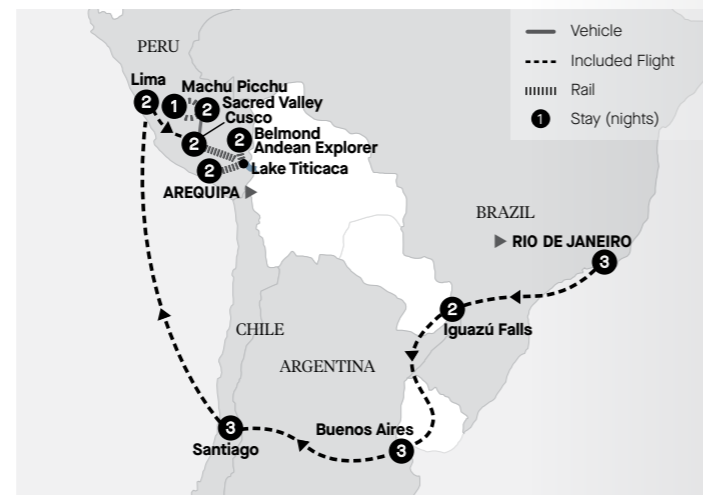 Vehicle
Included Flight
Rail
1 Stay (nights)
PERU
Lima
2
Machu Picchu
1
2
Sacred Valley
Cusco
2
2
Belmond
Andean Explorer
2
Lake Titicaca
AREQUIPA
BRAZIL
RIO DE JANEIRO
3
2
Iguazú Falls
CHILE
ARGENTINA
3
Santiago
Buenos Aires
3